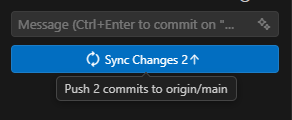 Message (Ctrl+Enter to commit on "...
Sync Changes 2↑
Push 2 commits to origin/main